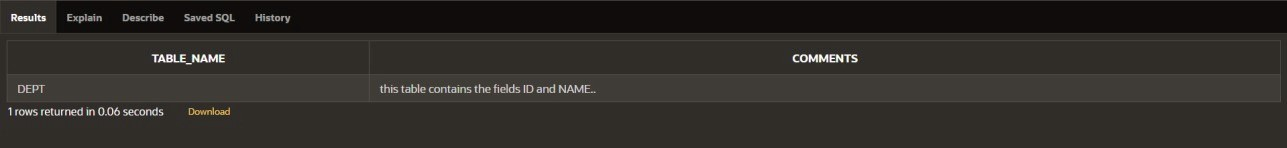 Results Explain Describe Saved SQL History
TABLE_NAME COMMENTS
DEPT this table contains the fields ID and NAME..
1 rows returned in 0.06 seconds Download